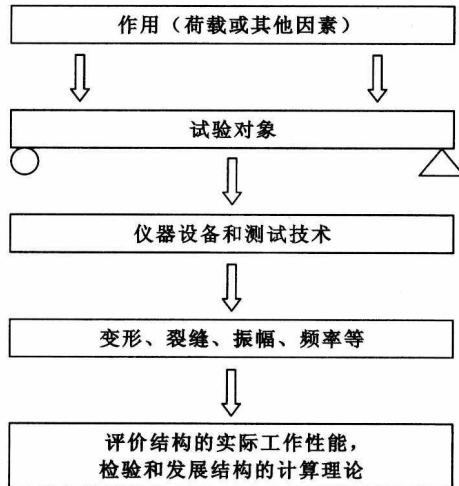 作用（荷载或其他因素）
试验对象
仪器设备和测试技术
变形、裂缝、振幅、频率等
评价结构的实际工作性能，
检验和发展结构的计算理论